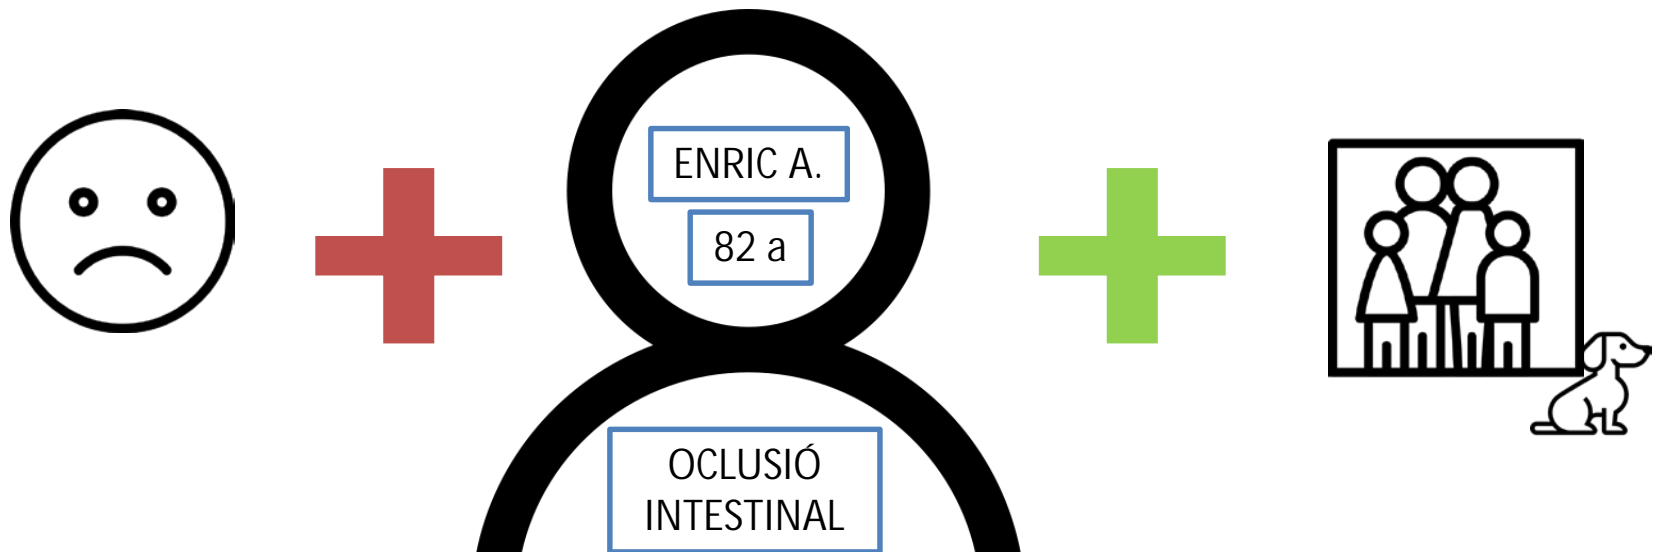 ENRIC A.
82 a
OCLUSIÓ
INTESTINAL